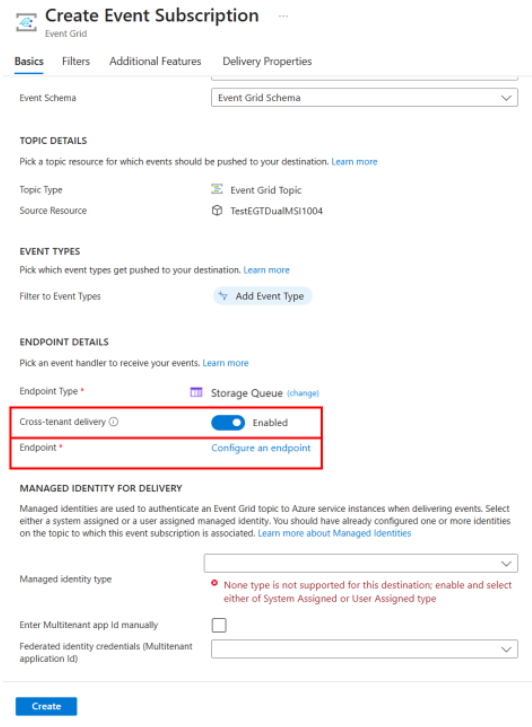 Create Event Subscription ...
Event Grid
Basics Filters Additional Features Delivery Properties
Event Schema Event Grid Schema
TOPIC DETAILS
Pick a topic resource for which events should be pushed to your destination. Learn more
Topic Type Event Grid Topic
Source Resource TestEGTDualMSI1004
EVENT TYPES
Pick which event types get pushed to your destination. Learn more
Filter to Event Types Add Event Type
ENDPOINT DETAILS
Pick an event handler to receive your events. Learn more
Endpoint Type * Storage Queue (change)
Cross-tenant delivery Enabled
Endpoint * Configure an endpoint
MANAGED IDENTITY FOR DELIVERY
Managed identities are used to authenticate an Event Grid topic to Azure service instances when delivering events. Select
either a system assigned or a user assigned managed identity. You should have already configured one or more identities
on the topic to which this event subscription is associated. Learn more about Managed Identities
Managed identity type
None type is not supported for this destination; enable and select
either of System Assigned or User Assigned type
Enter Multitenant app Id manually
Federated identity credentials (Multitenant
application Id)
Create